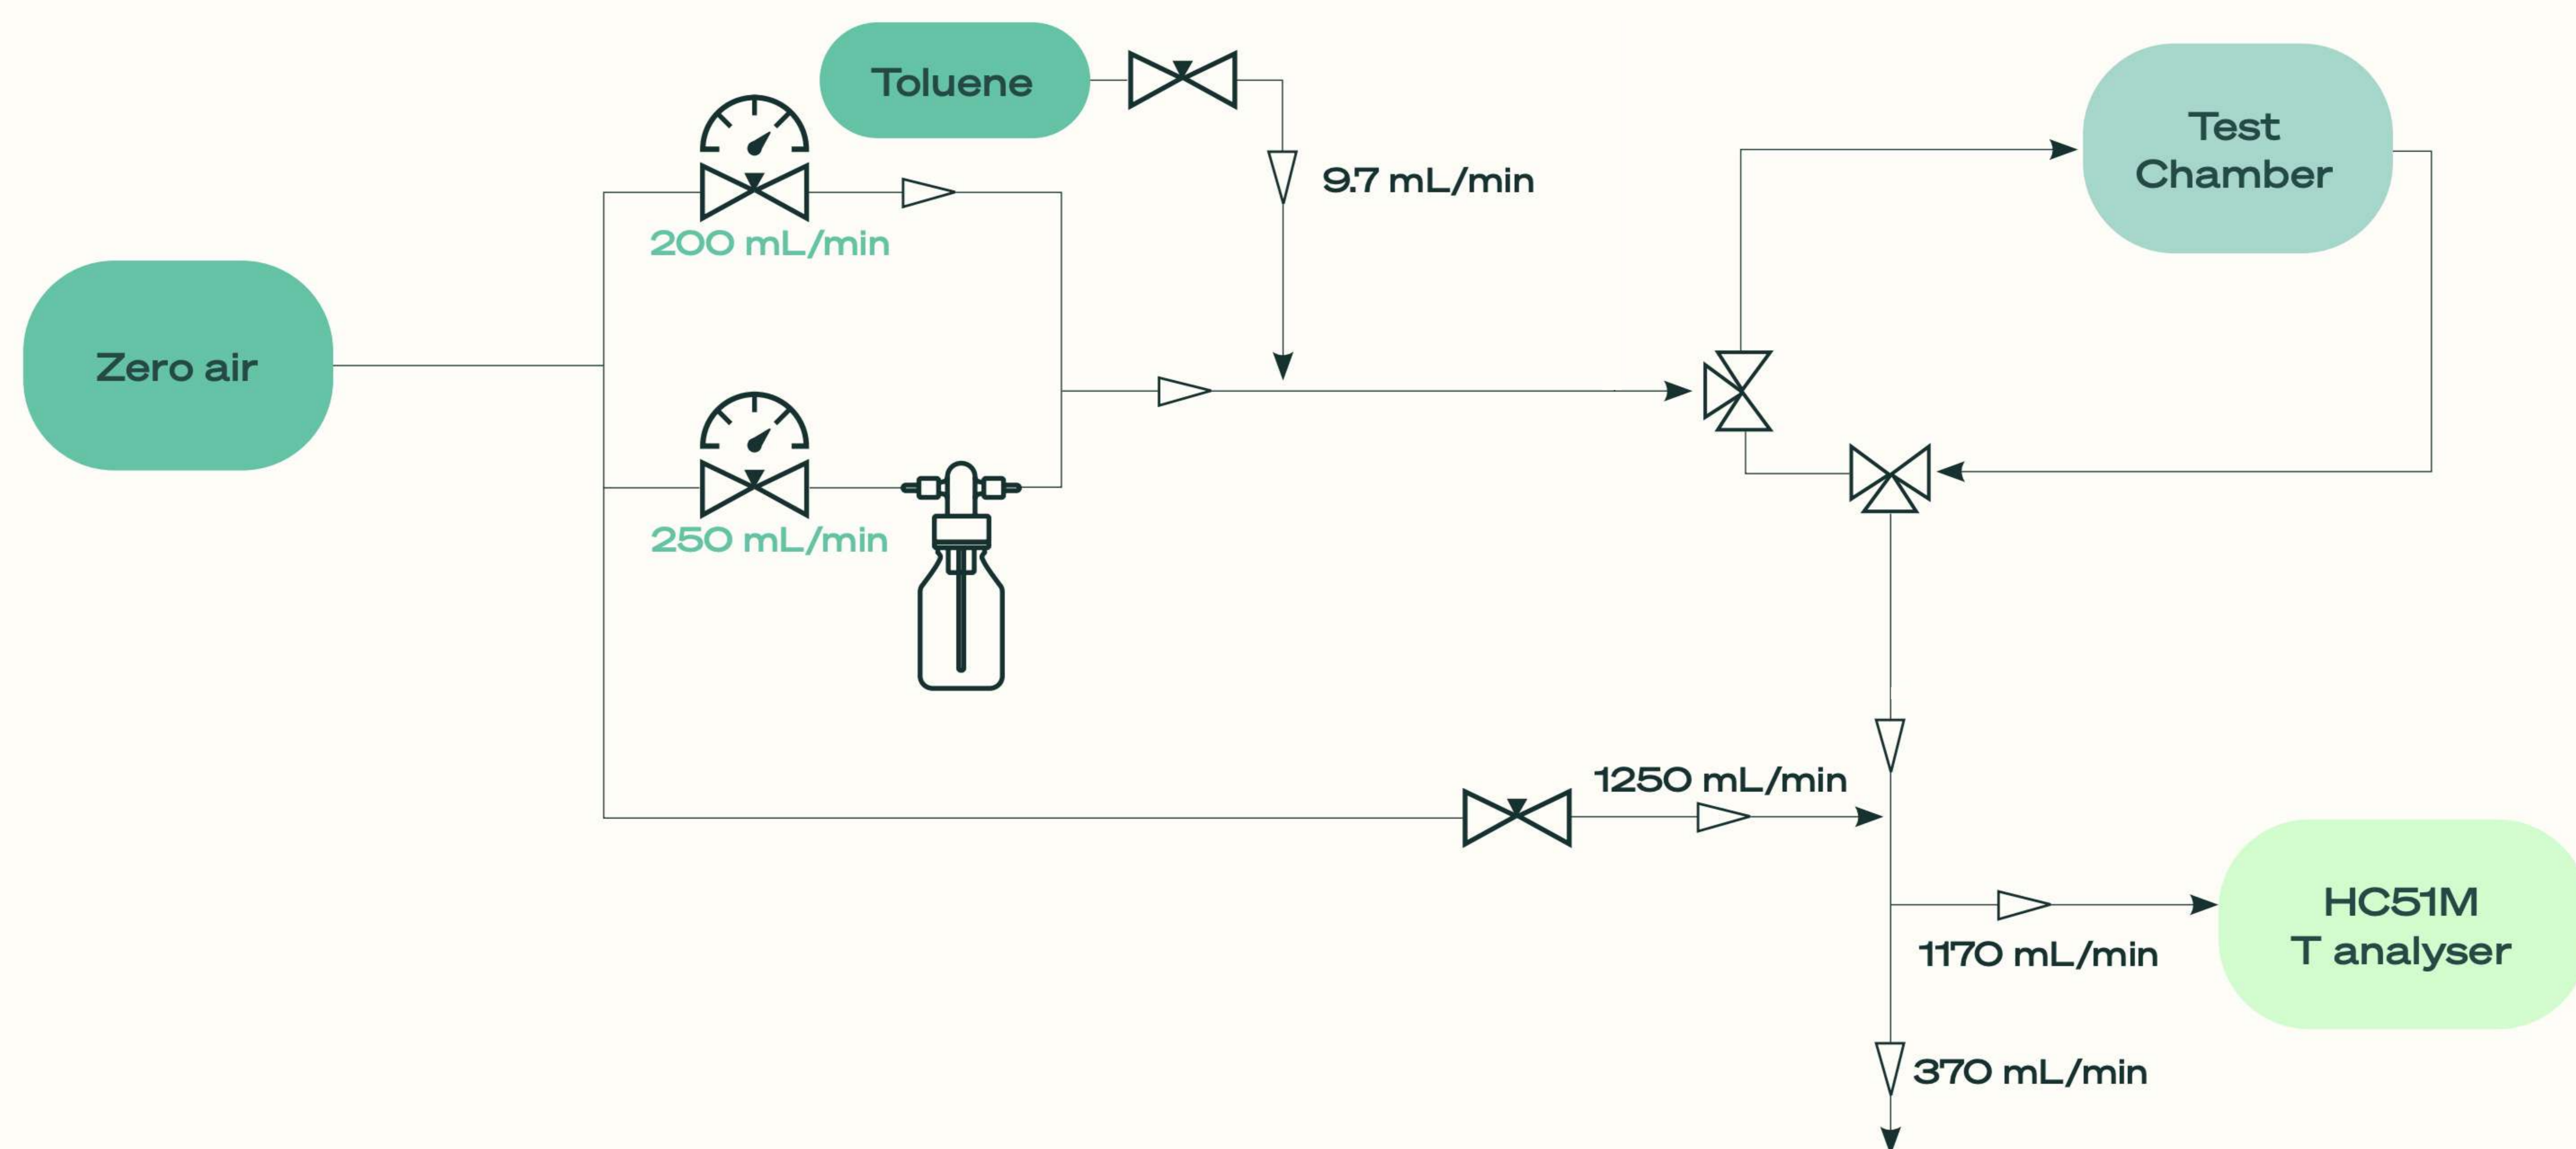 Toluene
Test
Chamber
9.7 mL/min
200 mL/min
Zero air
250 mL/min
1250 mL/min
HC51M
T analyser
1170 mL/min
370 mL/min